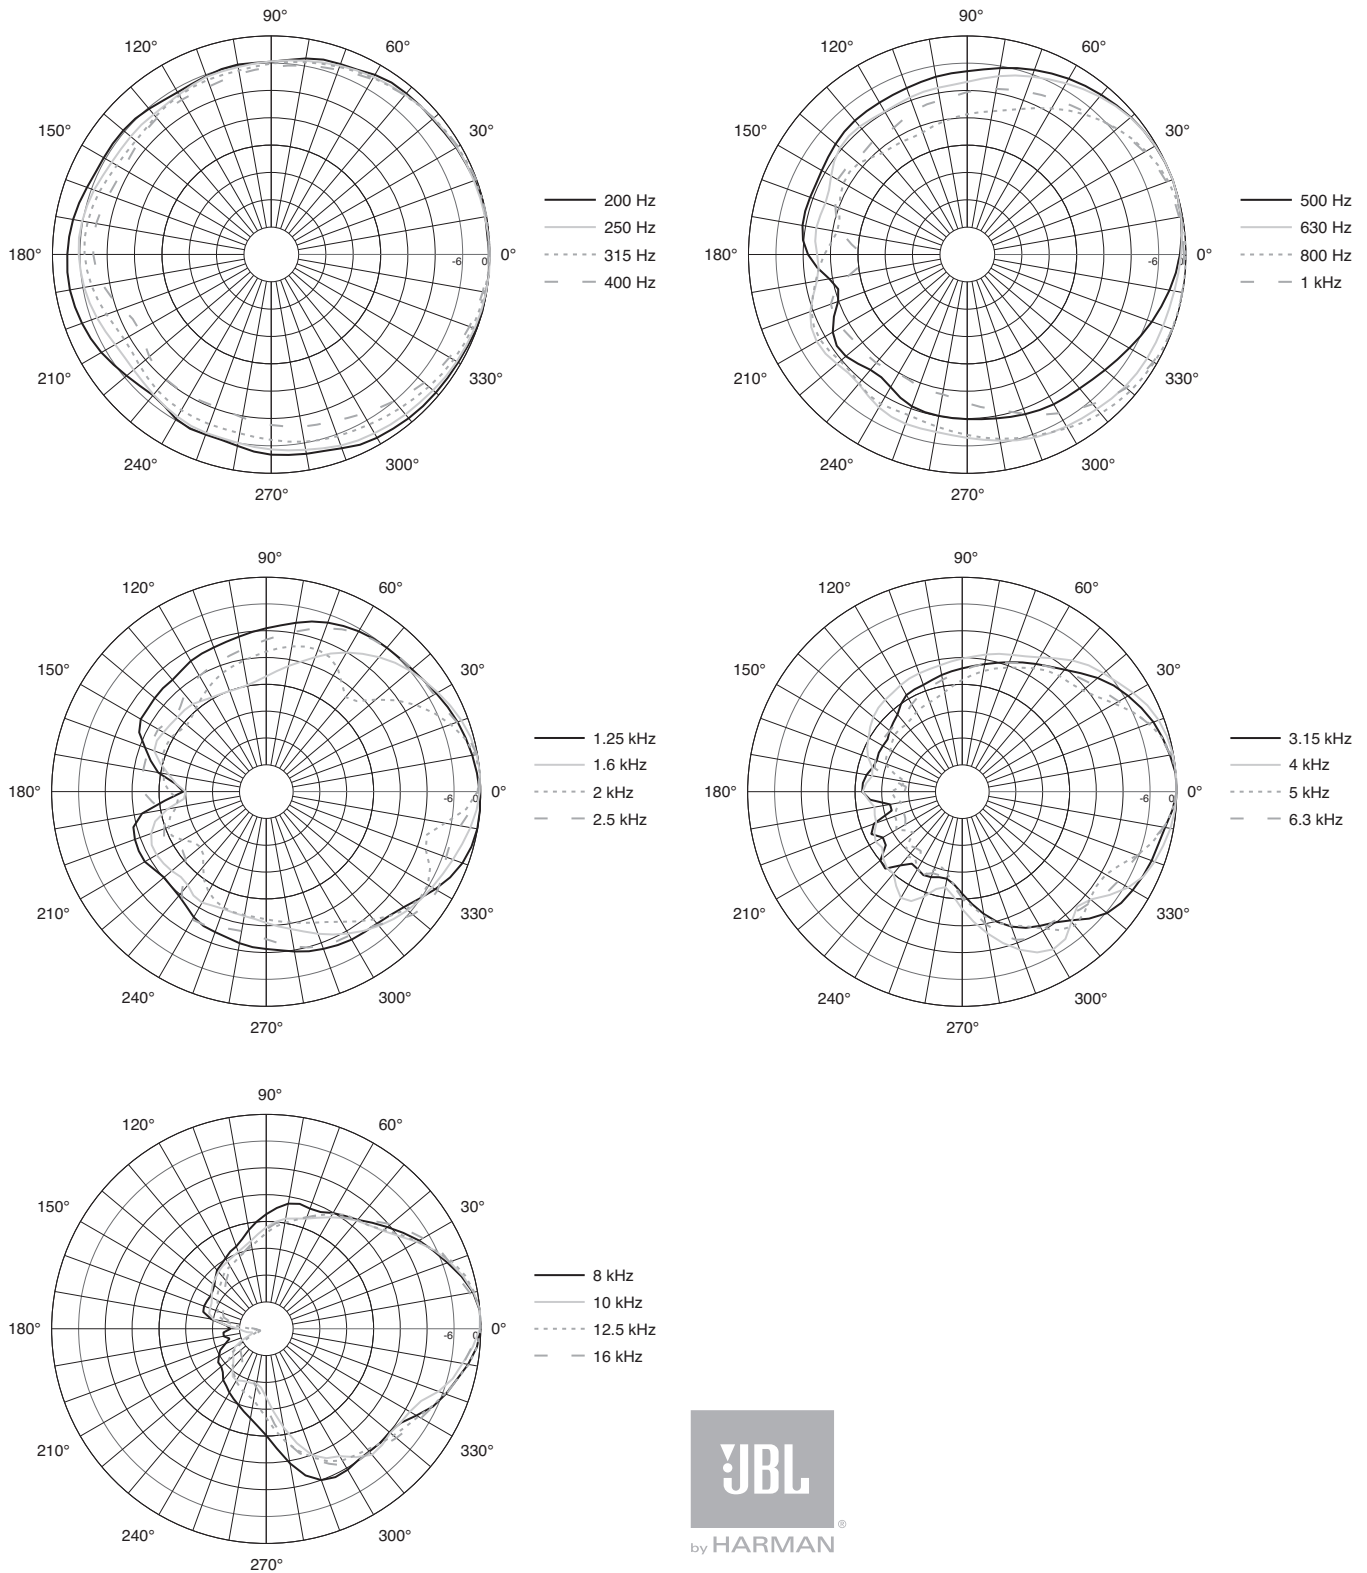 90°
120° 60°
150° 30°
180° -6 0 0°
210° 330°
240° 300°
270°
200 Hz
250 Hz
315 Hz
400 Hz
90°
120° 60°
150° 30°
180° -6 0 0°
210° 330°
240° 300°
270°
500 Hz
630 Hz
800 Hz
1 kHz
90°
120° 60°
150° 30°
180° -6 0 0°
210° 330°
240° 300°
270°
1.25 kHz
1.6 kHz
2 kHz
2.5 kHz
90°
120° 60°
150° 30°
180° -6 0 0°
210° 330°
240° 300°
270°
3.15 kHz
4 kHz
5 kHz
6.3 kHz
90°
120° 60°
150° 30°
180° -6 0 0°
210° 330°
240° 300°
270°
8 kHz
10 kHz
12.5 kHz
16 kHz
JBL
®
by HARMAN